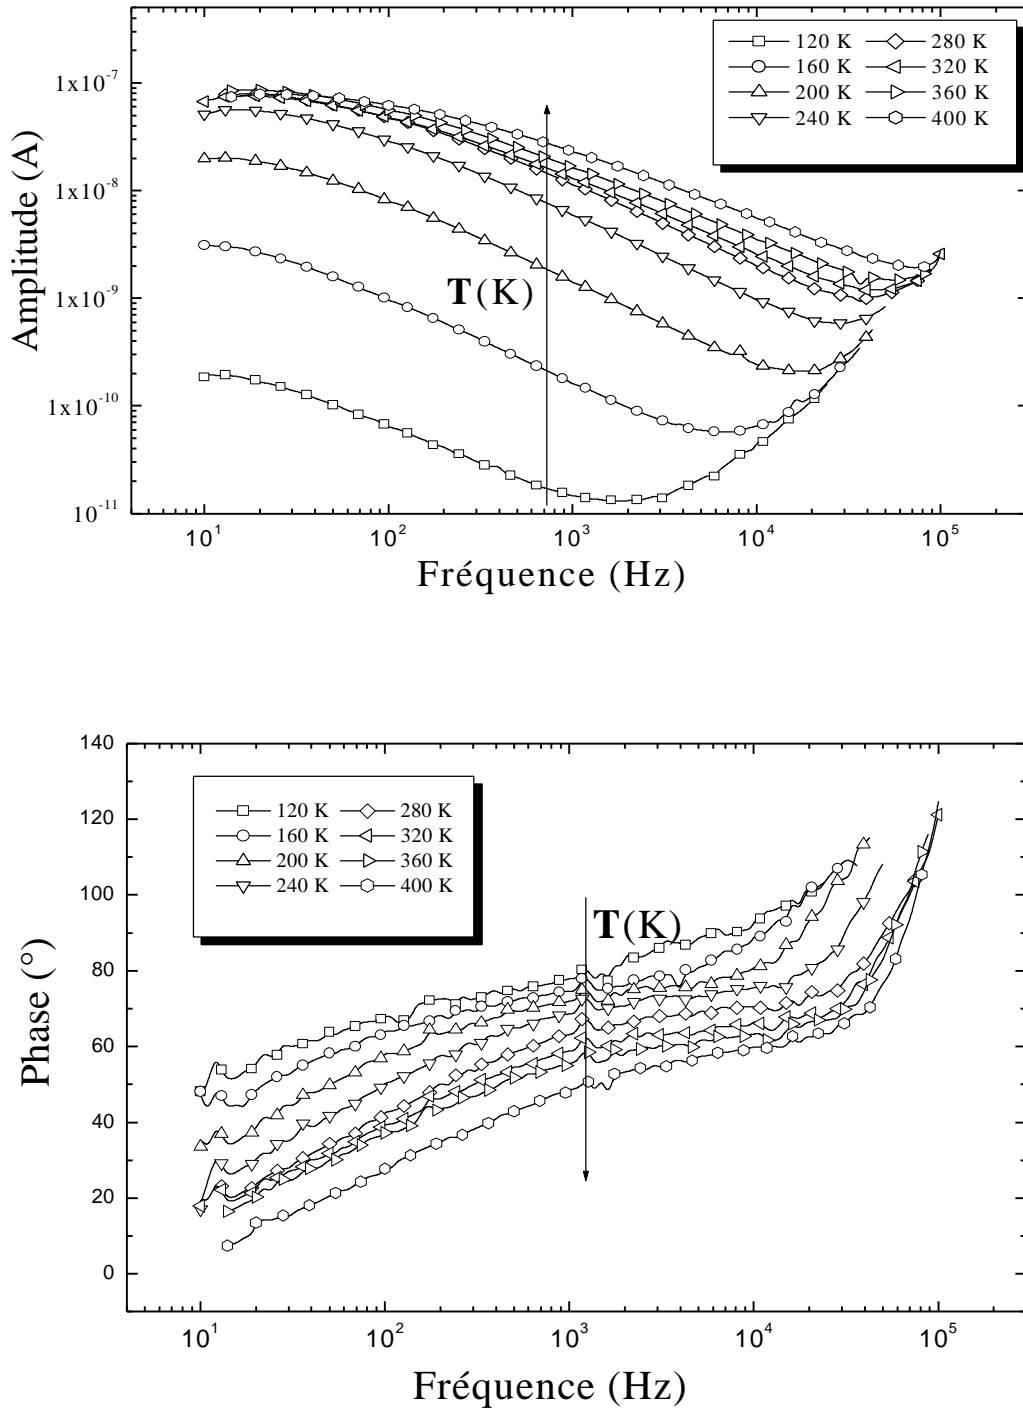 120 K 280 K
160 K 320 K
200 K 360 K
240 K 400 K
1x10⁻⁷
1x10⁻⁸
1x10⁻⁹
1x10⁻¹⁰
10⁻¹¹
Amplitude (A)
T(K)
10¹ 10² 10³ 10⁴ 10⁵
Fréquence (Hz)
140
120
100
80
60
40
20
0
Phase (°)
120 K 280 K
160 K 320 K
200 K 360 K
240 K 400 K
T(K)
10¹ 10² 10³ 10⁴ 10⁵
Fréquence (Hz)